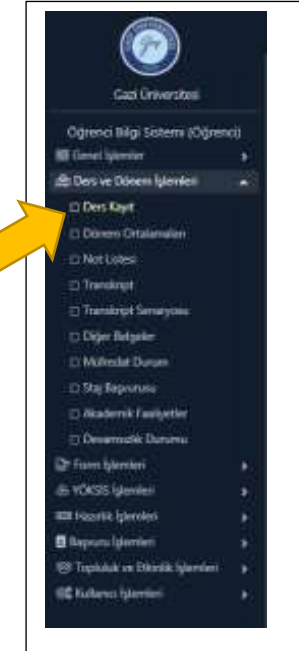 Gazi Üniversitesi
Öğrenci Bilgi Sistemi (Öğrenci)
Genel İşlemler
Ders ve Dönem İşlemleri
Ders Kayıt
Dönem Ortalamaları
Not Listesi
Transkript
Transkript Senaryosu
Diğer Belgeler
Müfredat Durum
Staj Başvurusu
Akademik Faaliyetler
Devamsızlık Durumu
Form İşlemleri
YÖKSİS İşlemleri
Hazırlık İşlemleri
Başvuru İşlemleri
Topluluk ve Etkinlik İşlemleri
Kullanıcı İşlemleri